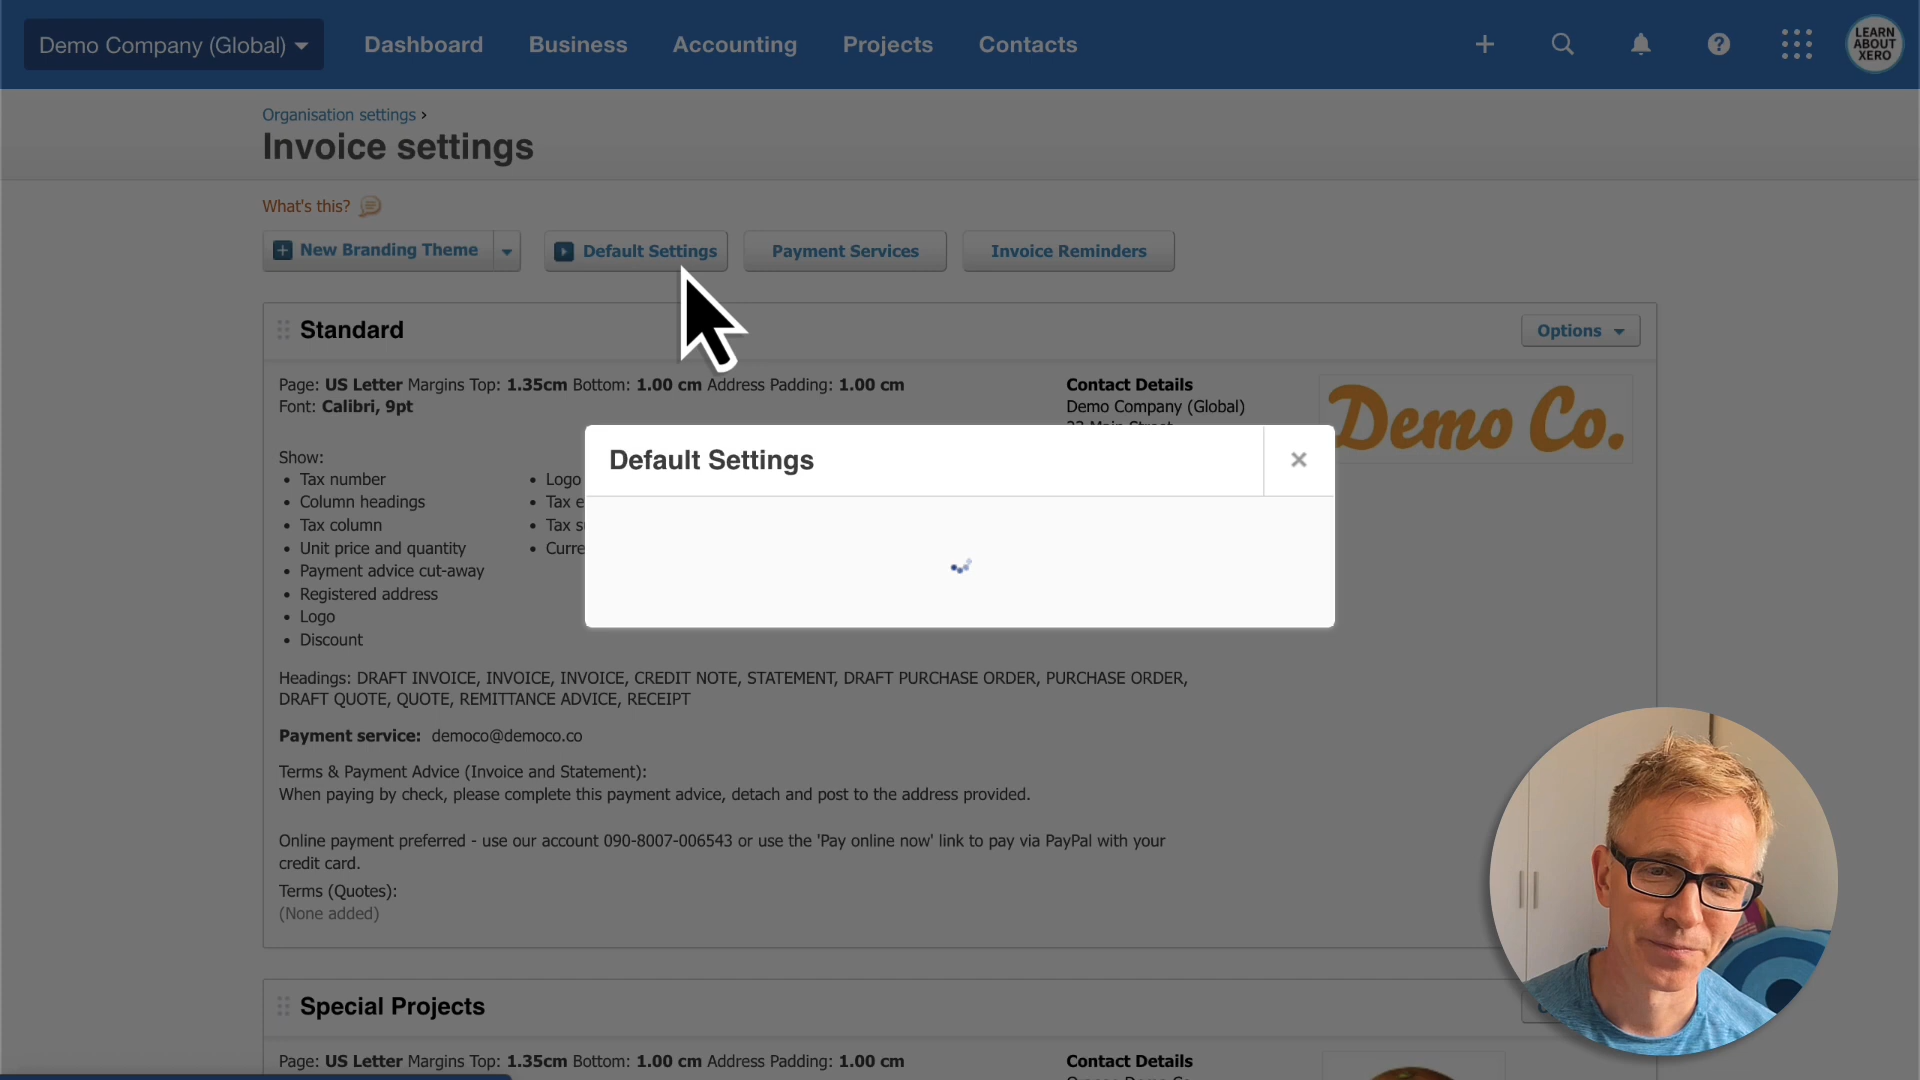 Demo Company (Global)
Dashboard
Business
Accounting
Projects
Contacts
LEARN
ABOUT
XERO
Organisation settings ›
Invoice settings
What's this?
New Branding Theme
Default Settings
Payment Services
Invoice Reminders
Standard
Options
Page: US Letter Margins Top: 1.35cm Bottom: 1.00 cm Address Padding: 1.00 cm
Font: Calibri, 9pt
Contact Details
Demo Company (Global)
Demo Co.
Default Settings
Show:
• Tax number
• Column headings
• Tax column
• Unit price and quantity
• Payment advice cut-away
• Registered address
• Logo
• Discount
• Logo
• Tax
• Tax
Headings: DRAFT INVOICE, INVOICE, INVOICE, CREDIT NOTE, STATEMENT, DRAFT PURCHASE ORDER, PURCHASE ORDER,
DRAFT QUOTE, QUOTE, REMITTANCE ADVICE, RECEIPT
Payment service: democo@democo.co
Terms & Payment Advice (Invoice and Statement):
When paying by check, please complete this payment advice, detach and post to the address provided.
Online payment preferred - use our account 090-8007-006543 or use the 'Pay online now' link to pay via PayPal with your
credit card.
Terms (Quotes):
(None added)
Special Projects
Page: US Letter Margins Top: 1.35cm Bottom: 1.00 cm Address Padding: 1.00 cm
Contact Details